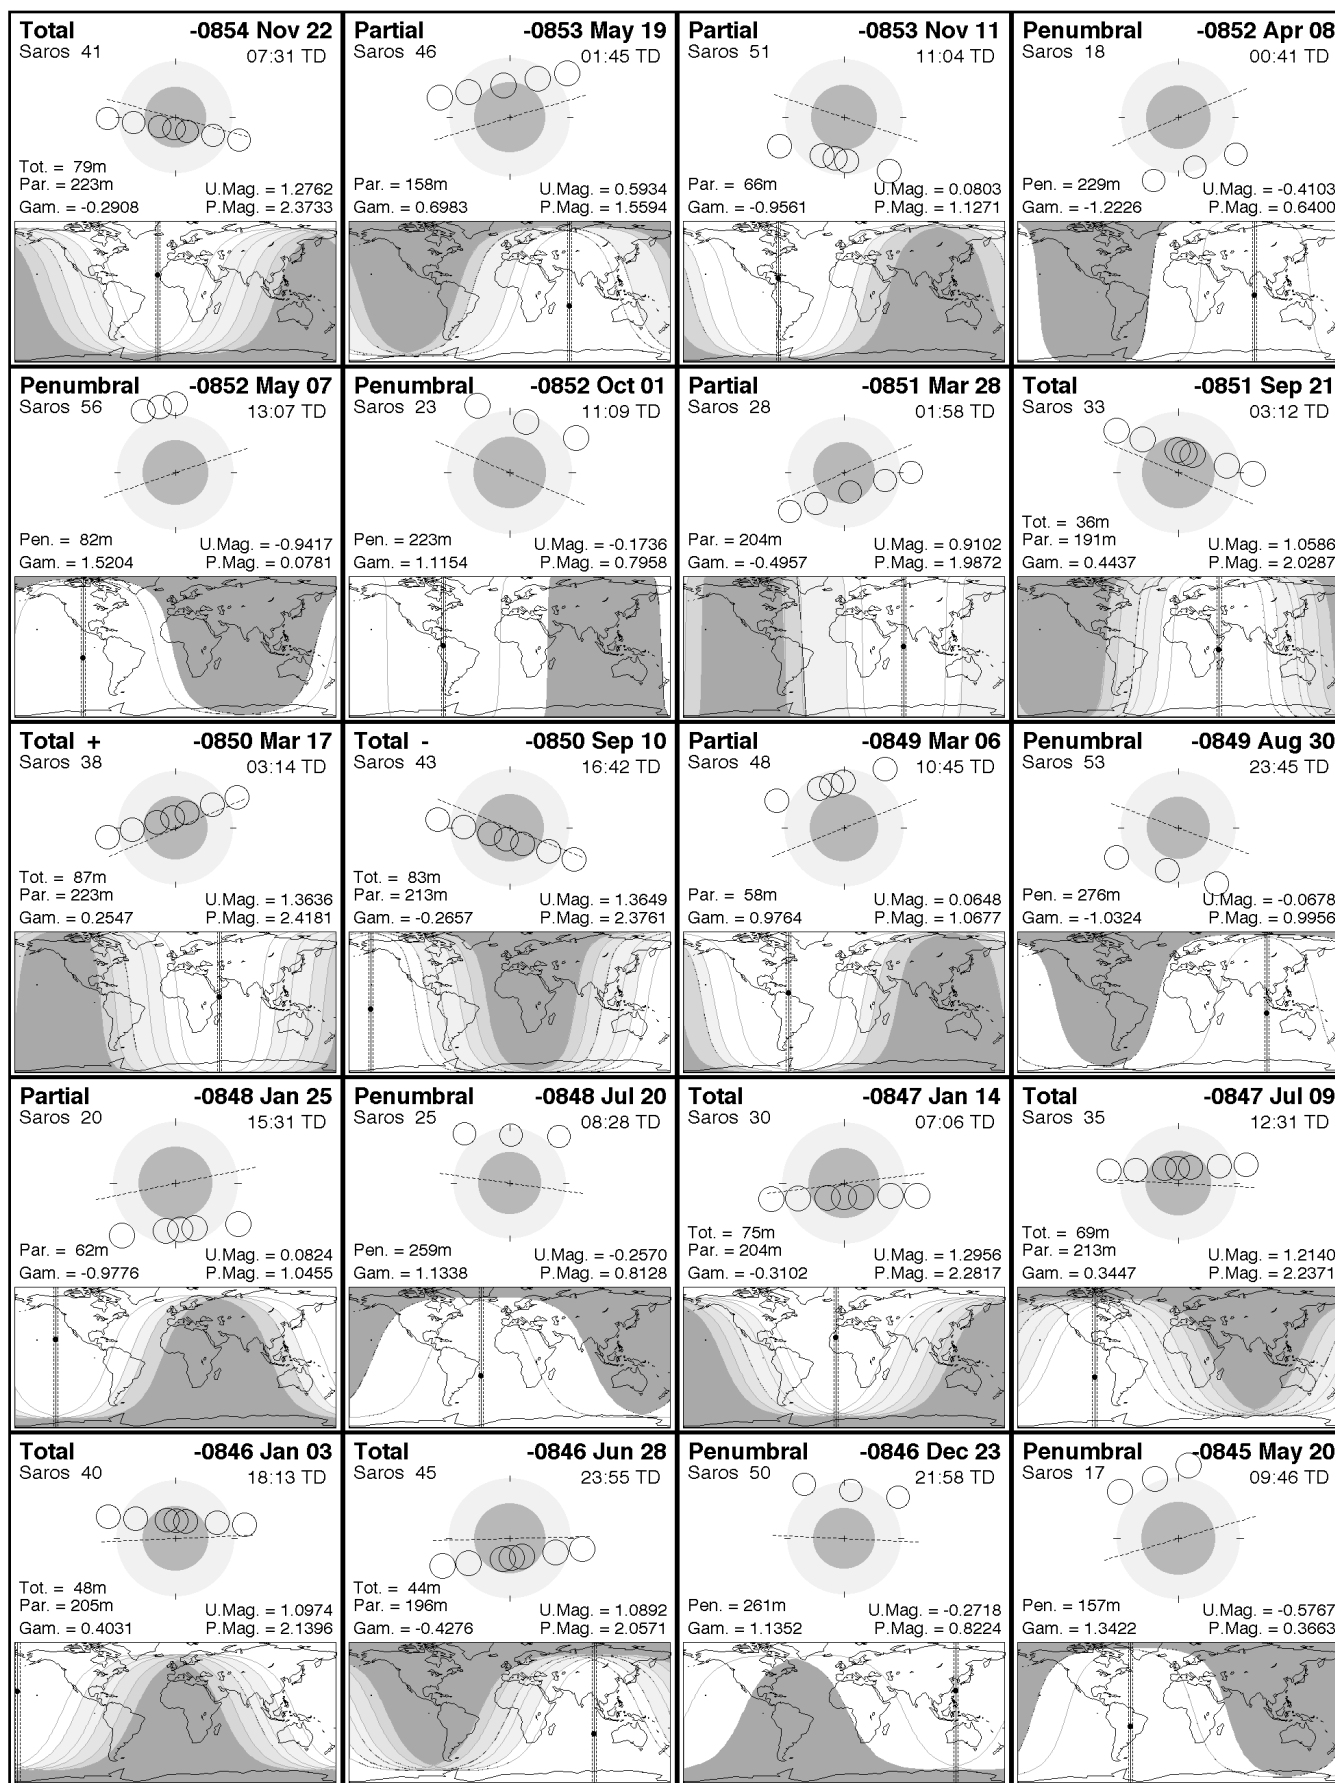 Total -0854 Nov 22
Saros 41 07:31 TD
Tot. = 79m
Par. = 223m U.Mag. = 1.2762
Gam. = -0.2908 P.Mag. = 2.3733
Partial -0853 May 19
Saros 46 01:45 TD
Par. = 158m U.Mag. = 0.5934
Gam. = 0.6983 P.Mag. = 1.5594
Partial -0853 Nov 11
Saros 51 11:04 TD
Par. = 66m U.Mag. = 0.0803
Gam. = -0.9561 P.Mag. = 1.1271
Penumbral -0852 Apr 08
Saros 18 00:41 TD
Pen. = 229m U.Mag. = -0.4103
Gam. = -1.2226 P.Mag. = 0.6400
Penumbral -0852 May 07
Saros 56 13:07 TD
Pen. = 82m U.Mag. = -0.9417
Gam. = 1.5204 P.Mag. = 0.0781
Penumbral -0852 Oct 01
Saros 23 11:09 TD
Pen. = 223m U.Mag. = -0.1736
Gam. = 1.1154 P.Mag. = 0.7958
Partial -0851 Mar 28
Saros 28 01:58 TD
Par. = 204m U.Mag. = 0.9102
Gam. = -0.4957 P.Mag. = 1.9872
Total -0851 Sep 21
Saros 33 03:12 TD
Tot. = 36m
Par. = 191m U.Mag. = 1.0586
Gam. = 0.4437 P.Mag. = 2.0287
Total + -0850 Mar 17
Saros 38 03:14 TD
Tot. = 87m
Par. = 223m U.Mag. = 1.3636
Gam. = 0.2547 P.Mag. = 2.4181
Total - -0850 Sep 10
Saros 43 16:42 TD
Tot. = 83m
Par. = 213m U.Mag. = 1.3649
Gam. = -0.2657 P.Mag. = 2.3761
Partial -0849 Mar 06
Saros 48 10:45 TD
Par. = 58m U.Mag. = 0.0648
Gam. = 0.9764 P.Mag. = 1.0677
Penumbral -0849 Aug 30
Saros 53 23:45 TD
Pen. = 276m U.Mag. = -0.0678
Gam. = -1.0324 P.Mag. = 0.9956
Partial -0848 Jan 25
Saros 20 15:31 TD
Par. = 62m U.Mag. = 0.0824
Gam. = -0.9776 P.Mag. = 1.0455
Penumbral -0848 Jul 20
Saros 25 08:28 TD
Pen. = 259m U.Mag. = -0.2570
Gam. = 1.1338 P.Mag. = 0.8128
Total -0847 Jan 14
Saros 30 07:06 TD
Tot. = 75m
Par. = 204m U.Mag. = 1.2956
Gam. = -0.3102 P.Mag. = 2.2817
Total -0847 Jul 09
Saros 35 12:31 TD
Tot. = 69m
Par. = 213m U.Mag. = 1.2140
Gam. = 0.3447 P.Mag. = 2.2371
Total -0846 Jan 03
Saros 40 18:13 TD
Tot. = 48m
Par. = 205m U.Mag. = 1.0974
Gam. = 0.4031 P.Mag. = 2.1396
Total -0846 Jun 28
Saros 45 23:55 TD
Tot. = 44m
Par. = 196m U.Mag. = 1.0892
Gam. = -0.4276 P.Mag. = 2.0571
Penumbral -0846 Dec 23
Saros 50 21:58 TD
Pen. = 261m U.Mag. = -0.2718
Gam. = 1.1352 P.Mag. = 0.8224
Penumbral -0845 May 20
Saros 17 09:46 TD
Pen. = 157m U.Mag. = -0.5767
Gam. = 1.3422 P.Mag. = 0.3663